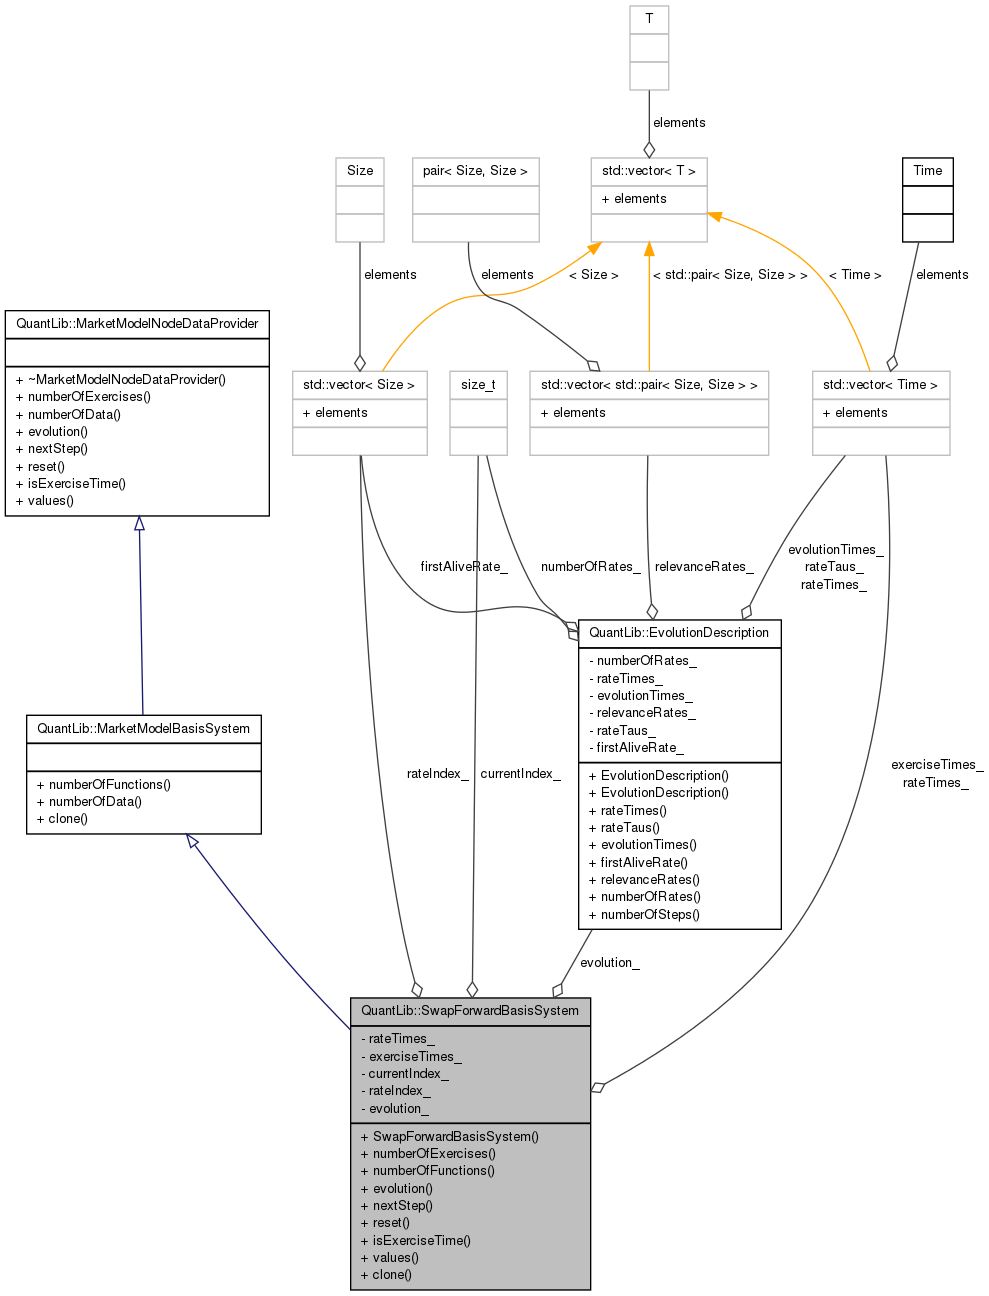 T
elements
Size
pair< Size, Size >
std::vector< T >
+ elements
Time
elements
elements
< Size >
< std::pair< Size, Size > >
< Time >
elements
QuantLib::MarketModelNodeDataProvider
+ ~MarketModelNodeDataProvider()
+ numberOfExercises()
+ numberOfData()
+ evolution()
+ nextStep()
+ reset()
+ isExerciseTime()
+ values()
std::vector< Size >
+ elements
size_t
std::vector< std::pair< Size, Size > >
+ elements
std::vector< Time >
+ elements
firstAliveRate_
numberOfRates_
relevanceRates_
evolutionTimes_
rateTaus_
rateTimes_
QuantLib::EvolutionDescription
- numberOfRates_
- rateTimes_
- evolutionTimes_
- relevanceRates_
- rateTaus_
- firstAliveRate_
+ EvolutionDescription()
+ EvolutionDescription()
+ rateTimes()
+ rateTaus()
+ evolutionTimes()
+ firstAliveRate()
+ relevanceRates()
+ numberOfRates()
+ numberOfSteps()
QuantLib::MarketModelBasisSystem
+ numberOfFunctions()
+ numberOfData()
+ clone()
rateIndex_
currentIndex_
exerciseTimes_
rateTimes_
evolution_
QuantLib::SwapForwardBasisSystem
- rateTimes_
- exerciseTimes_
- currentIndex_
- rateIndex_
- evolution_
+ SwapForwardBasisSystem()
+ numberOfExercises()
+ numberOfFunctions()
+ evolution()
+ nextStep()
+ reset()
+ isExerciseTime()
+ values()
+ clone()